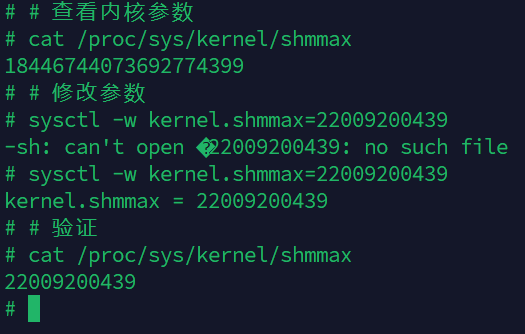 # # 查看内核参数
# cat /proc/sys/kernel/shmmax
18446744073692774399
# # 修改参数
# sysctl -w kernel.shmmax=22009200439
-sh: can't open �22009200439: no such file
# sysctl -w kernel.shmmax=22009200439
kernel.shmmax = 22009200439
# # 验证
# cat /proc/sys/kernel/shmmax
22009200439
#